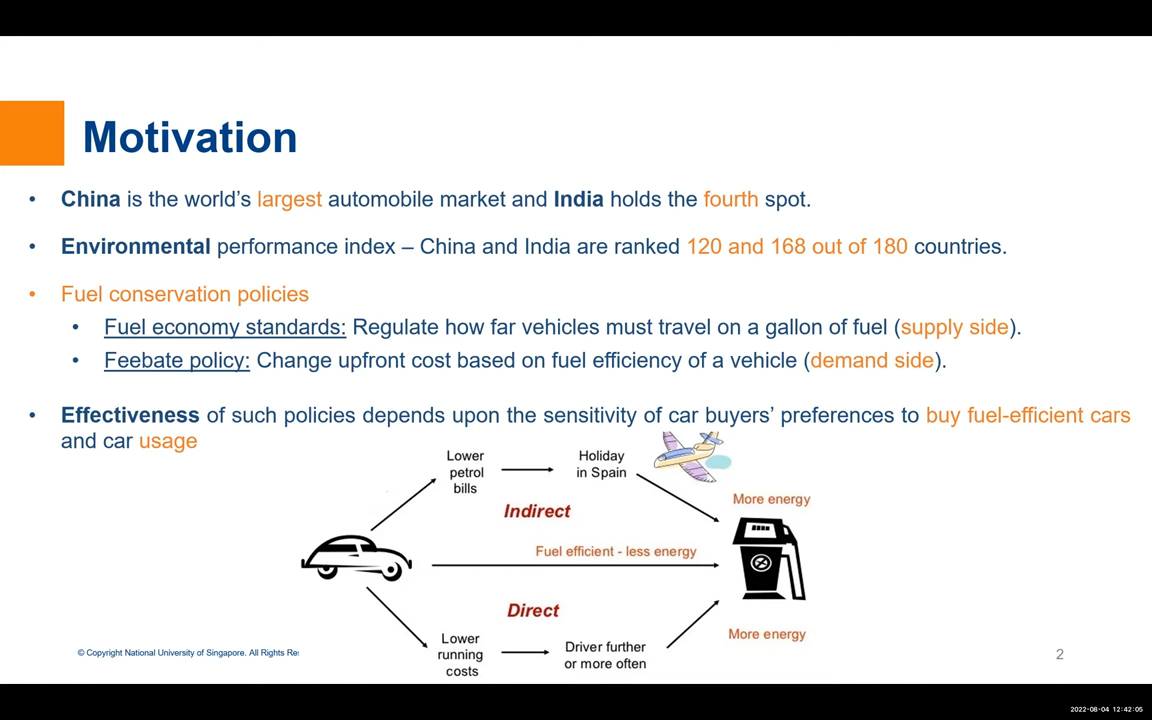 Motivation
• China is the world's largest automobile market and India holds the fourth spot.
• Environmental performance index – China and India are ranked 120 and 168 out of 180 countries.
• Fuel conservation policies
• Fuel economy standards: Regulate how far vehicles must travel on a gallon of fuel (supply side).
• Feebate policy: Change upfront cost based on fuel efficiency of a vehicle (demand side).
• Effectiveness of such policies depends upon the sensitivity of car buyers' preferences to buy fuel-efficient cars
and car usage
Lower
petrol
bills
Holiday
in Spain
More energy
Indirect
Fuel efficient - less energy
Direct
More energy
Lower
running
costs
Driver further
or more often
© Copyright National University of Singapore. All Rights Res
2
2022-08-04 12:42:05